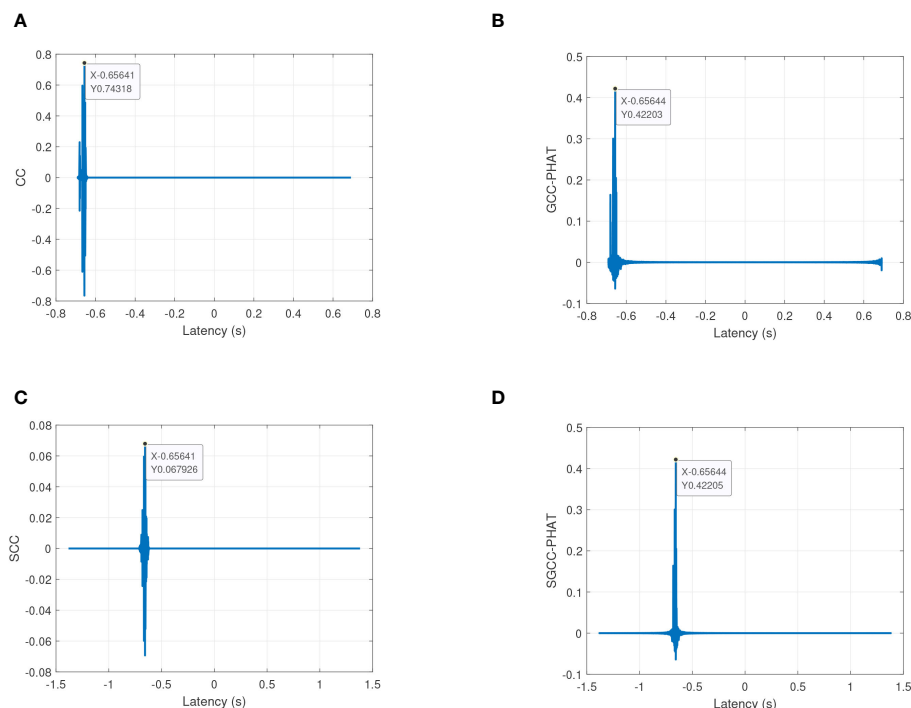 A
0.8
0.6
0.4
0.2
0
-0.2
-0.4
-0.6
-0.8
CC
X-0.65641
Y0.74318
-0.8 -0.6 -0.4 -0.2 0 0.2 0.4 0.6 0.8
Latency (s)
B
0.5
0.4
0.3
0.2
0.1
0
-0.1
GCC-PHAT
X-0.65644
Y0.42203
-0.8 -0.6 -0.4 -0.2 0 0.2 0.4 0.6 0.8
Latency (s)
C
0.08
0.06
0.04
0.02
0
-0.02
-0.04
-0.06
-0.08
SCC
X-0.65641
Y0.067926
-1.5 -1 -0.5 0 0.5 1 1.5
Latency (s)
D
0.5
0.4
0.3
0.2
0.1
0
-0.1
SGCC-PHAT
X-0.65644
Y0.42205
-1.5 -1 -0.5 0 0.5 1 1.5
Latency (s)